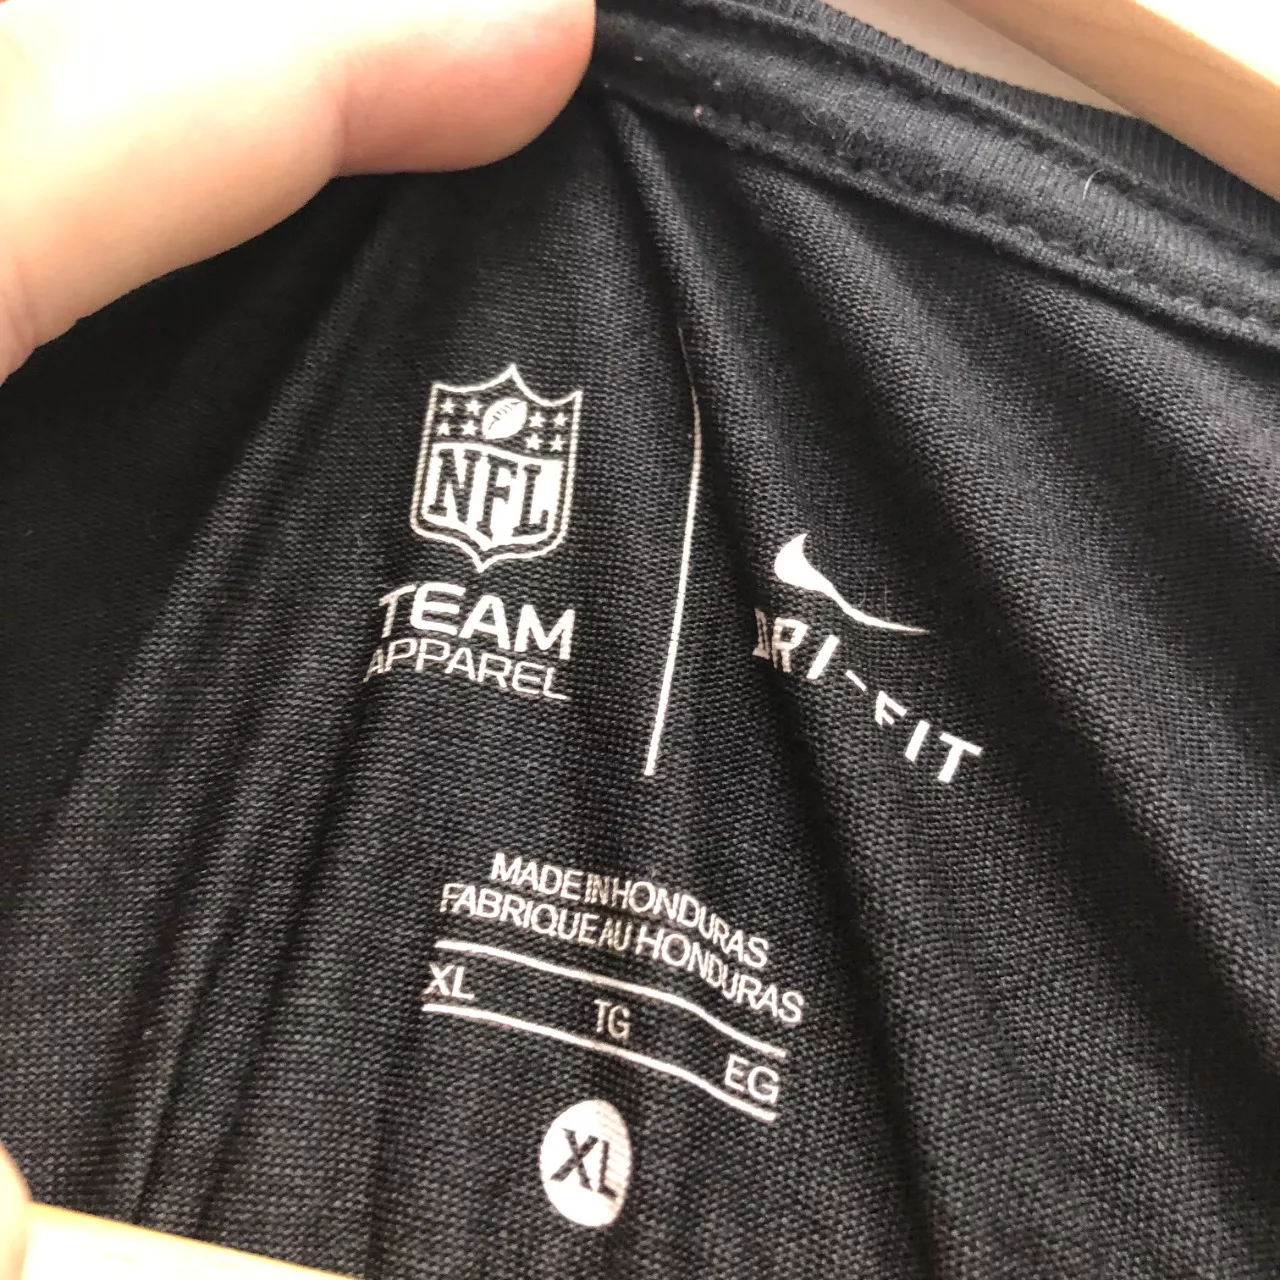 NFL
TEAM
APPAREL
DRI-FIT
MADE IN HONDURAS
FABRIQUE AU HONDURAS
XL TG EG
XL